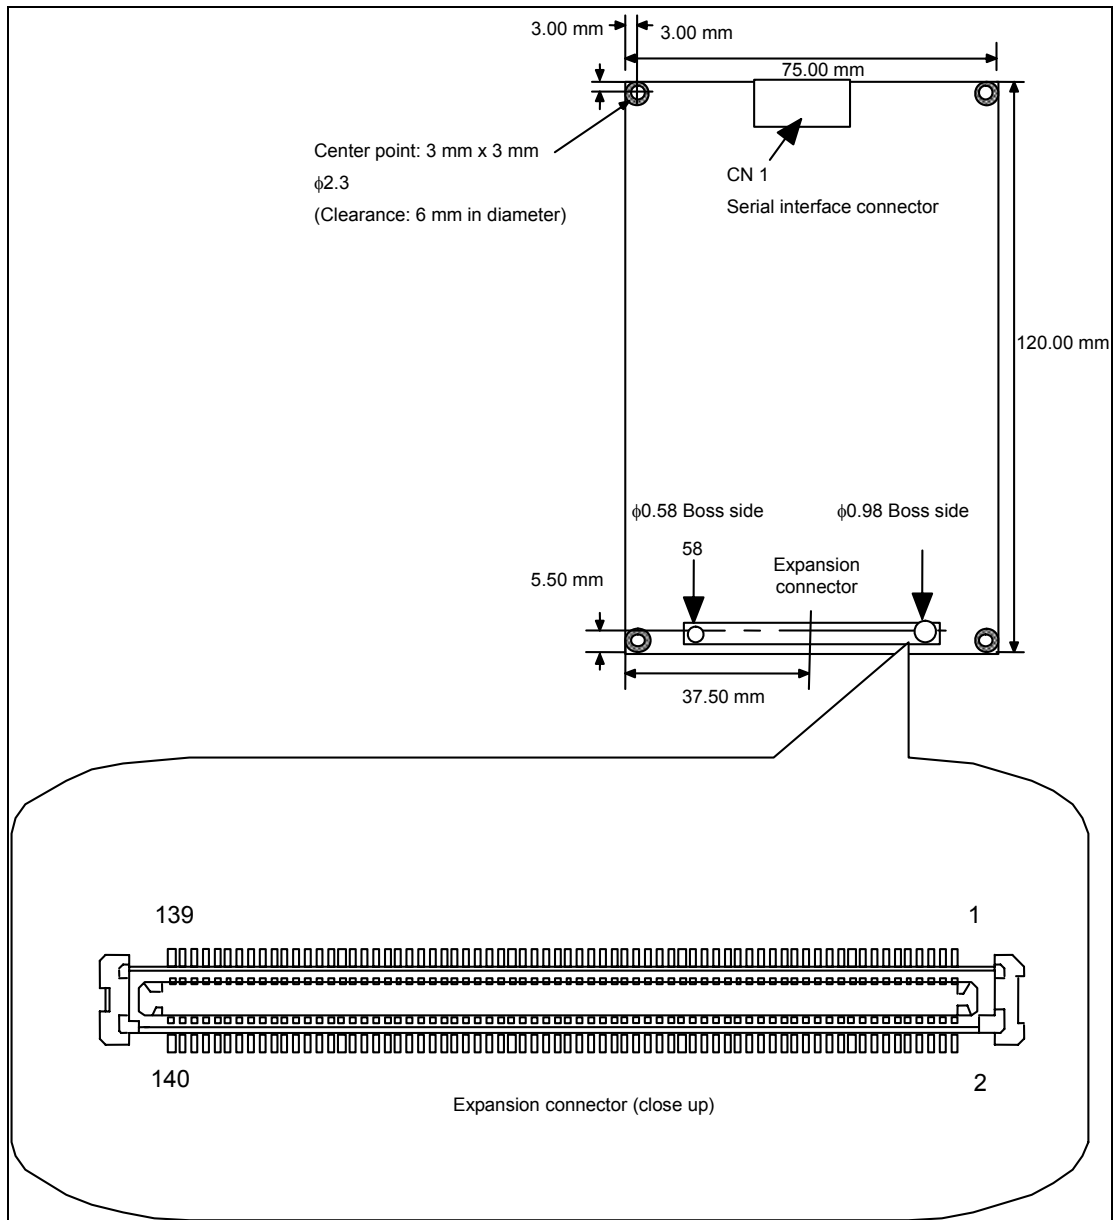 3.00 mm
3.00 mm
75.00 mm
Center point: 3 mm x 3 mm
ϕ2.3
(Clearance: 6 mm in diameter)
CN 1
Serial interface connector
120.00 mm
ϕ0.58 Boss side
ϕ0.98 Boss side
58
Expansion
connector
5.50 mm
37.50 mm
139
1
140
2
Expansion connector (close up)